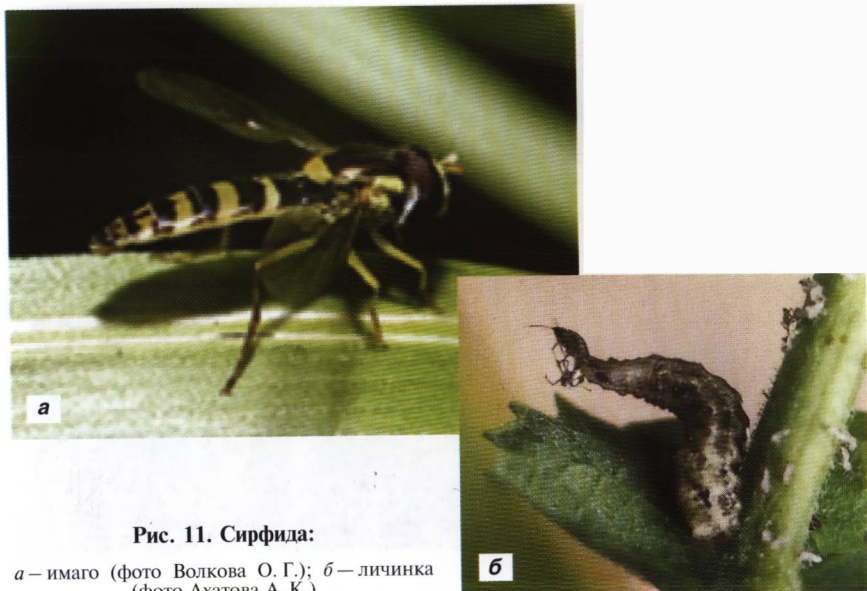 а
б
Рис. 11. Сирфида:
а — имаго (фото Волкова О. Г.); б — личинка
(фото Ахатова А. К.)